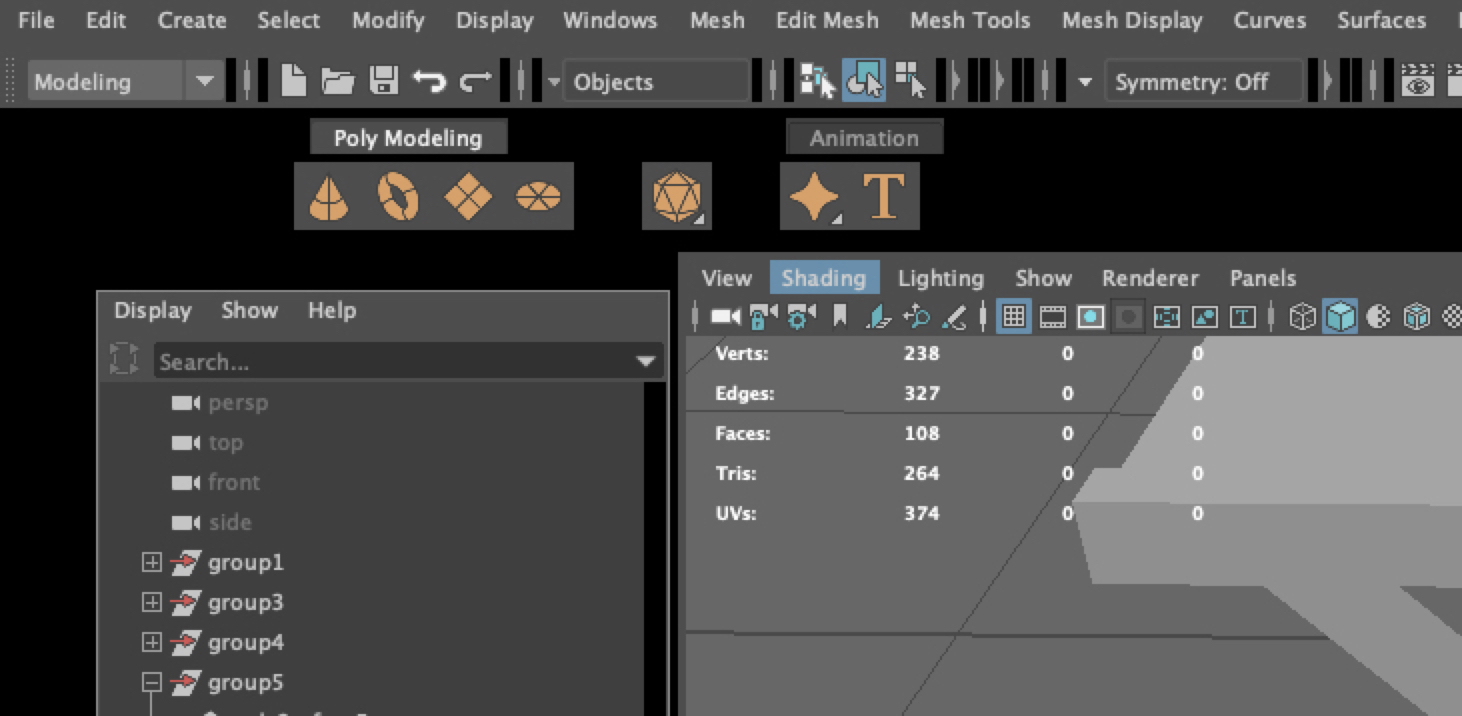 File Edit Create Select Modify Display Windows Mesh Edit Mesh Mesh Tools Mesh Display Curves Surfaces
Modeling Objects Symmetry: Off
Poly Modeling Animation
T
View Shading Lighting Show Renderer Panels
Display Show Help
T
Search...
Verts: 238 0 0
Edges: 327 0 0
Faces: 108 0 0
Tris: 264 0 0
UVs: 374 0 0
persp
top
front
side
group1
group3
group4
group5